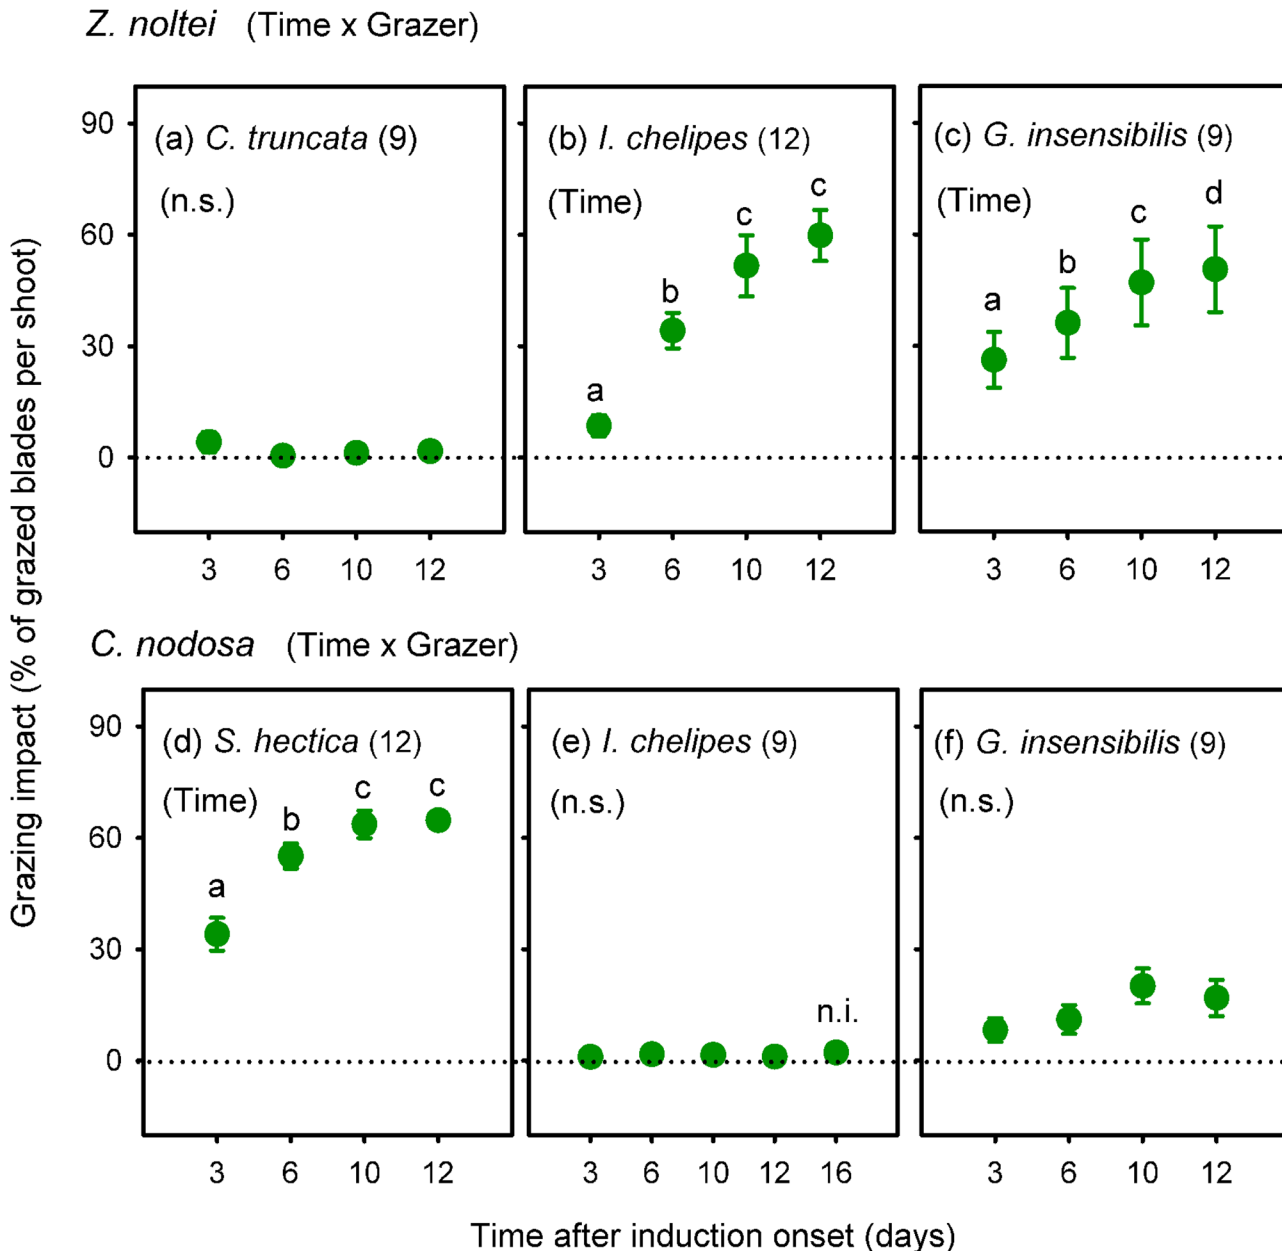 Z. noltei (Time x Grazer)
Grazing impact (% of grazed blades per shoot)
90
60
30
0
(a) C. truncata (9)
(n.s.)
3 6 10 12
(b) I. chelipes (12)
(Time)
a b c c
3 6 10 12
(c) G. insensibilis (9)
(Time)
a b c d
3 6 10 12
C. nodosa (Time x Grazer)
90
60
30
0
(d) S. hectica (12)
(Time)
a b c c
3 6 10 12
(e) I. chelipes (9)
(n.s.)
n.i.
3 6 10 12 16
(f) G. insensibilis (9)
(n.s.)
3 6 10 12
Time after induction onset (days)